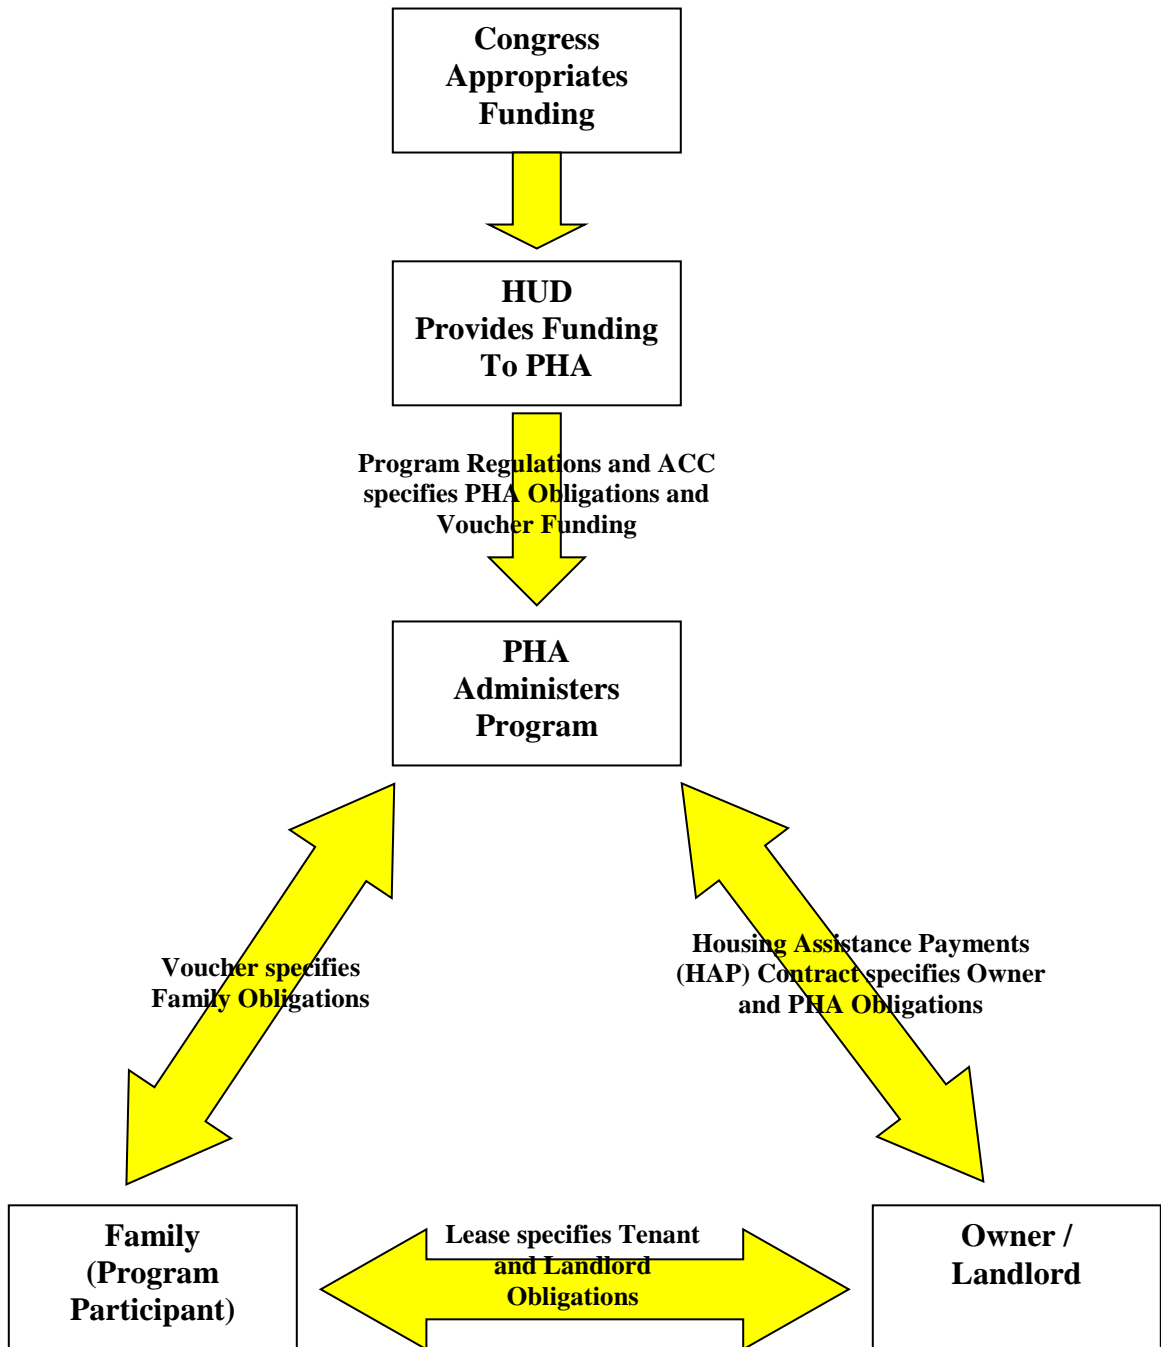 Congress
Appropriates
Funding
HUD
Provides Funding
To PHA
Program Regulations and ACC
specifies PHA Obligations and
Voucher Funding
PHA
Administers
Program
Voucher specifies
Family Obligations
Housing Assistance Payments
(HAP) Contract specifies Owner
and PHA Obligations
Family
(Program
Participant)
Lease specifies Tenant
and Landlord
Obligations
Owner /
Landlord